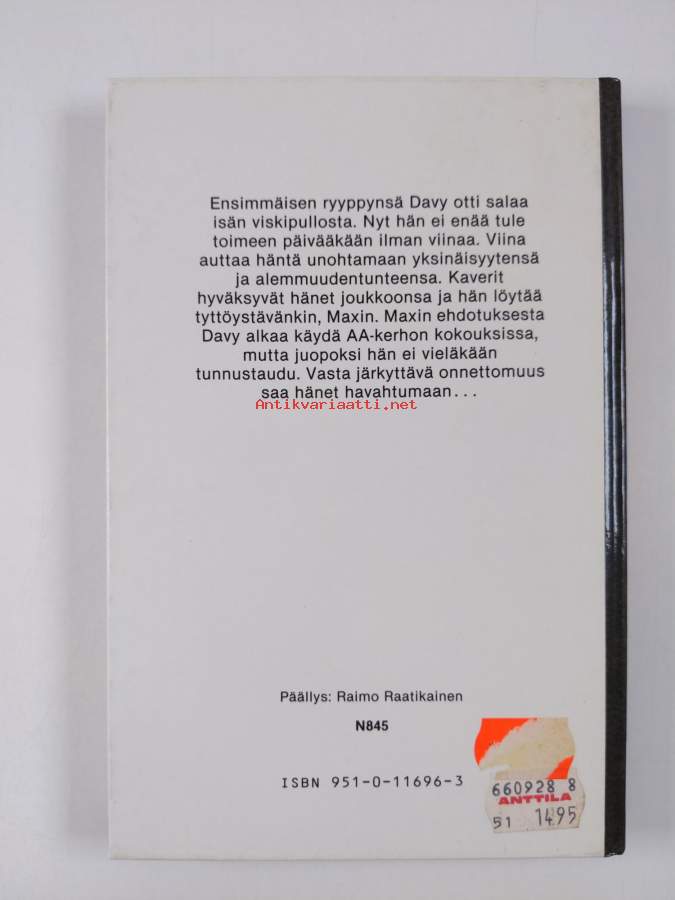 Ensimmäisen ryyppynsä Davy otti salaa
isän viskipullosta. Nyt hän ei enää tule
toimeen päivääkään ilman viinaa. Viina
auttaa häntä unohtamaan yksinäisyytensä
ja alemmuudentunteensa. Kaverit
hyväksyvät hänet joukkoonsa ja hän löytää
tyttöystävänkin, Maxin. Maxin ehdotuksesta
Davy alkaa käydä AA-kerhon kokouksissa,
mutta juopoksi hän ei vieläkään
tunnustaudu. Vasta järkyttävä onnettomuus
saa hänet havahtumaan...
Antikvariaatti.net
Päällys: Raimo Raatikainen
N845
ISBN 951-0-11696-3
660928 8
ANTTILA
51 14.95